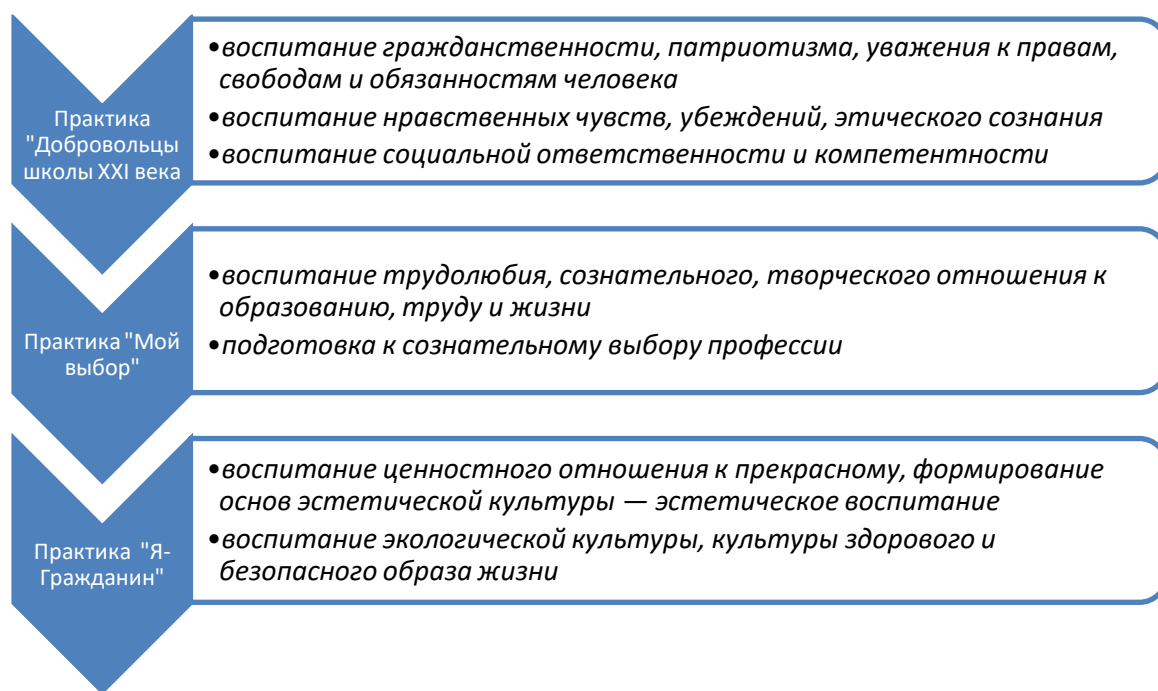 Практика
"Добровольцы
школы XXI века
•воспитание гражданственности, патриотизма, уважения к правам,
свободам и обязанностям человека
•воспитание нравственных чувств, убеждений, этического сознания
•воспитание социальной ответственности и компетентности
Практика "Мой
выбор"
•воспитание трудолюбия, сознательного, творческого отношения к
образованию, труду и жизни
•подготовка к сознательному выбору профессии
Практика "Я-
Гражданин"
•воспитание ценностного отношения к прекрасному, формирование
основ эстетической культуры — эстетическое воспитание
•воспитание экологической культуры, культуры здорового и
безопасного образа жизни